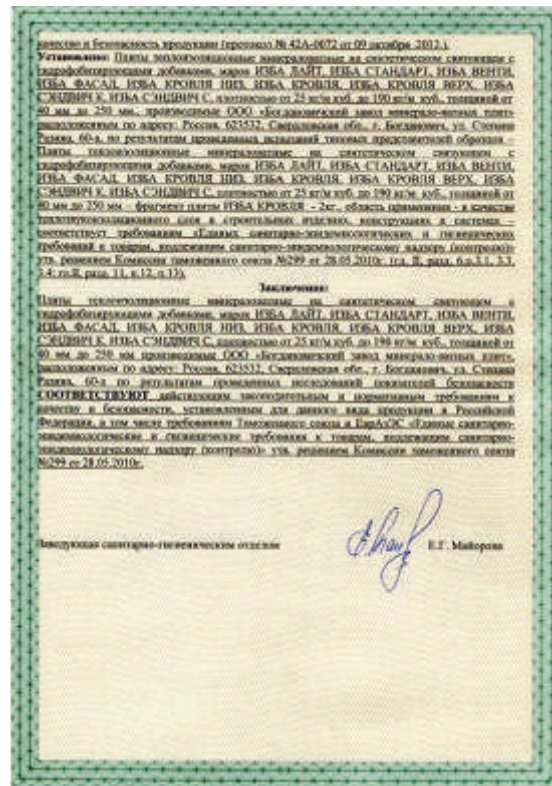 качество и безопасность продукции (протокол № 42А-0072 от 09 октября 2012.).
Установлено: Плиты теплоизоляционные минераловатные на синтетическом связующем с
гидрофобизирующими добавками, марок ИЗБА ЛАЙТ, ИЗБА СТАНДАРТ, ИЗБА ВЕНТИ,
ИЗБА ФАСАД, ИЗБА КРОВЛЯ НИЗ, ИЗБА КРОВЛЯ, ИЗБА КРОВЛЯ ВЕРХ, ИЗБА
СЭНДВИЧ К, ИЗБА СЭНДВИЧ С, плотностью от 25 кг/м куб. до 190 кг/м куб., толщиной от
40 мм до 250 мм., производимые ООО «Богдановичский завод минерало-ватных плит»
расположенным по адресу: Россия, 623532, Свердловская обл., г. Богданович, ул. Степана
Разина, 60-а, по результатам проведенных испытаний типовых представителей образцов
Плиты теплоизоляционные минераловатные на синтетическом связующем с
гидрофобизирующими добавками, марок ИЗБА ЛАЙТ, ИЗБА СТАНДАРТ, ИЗБА ВЕНТИ,
ИЗБА ФАСАД, ИЗБА КРОВЛЯ НИЗ, ИЗБА КРОВЛЯ, ИЗБА КРОВЛЯ ВЕРХ, ИЗБА
СЭНДВИЧ К, ИЗБА СЭНДВИЧ С, плотностью от 25 кг/м куб. до 190 кг/м куб., толщиной от
40 мм до 250 мм - фрагмент плиты ИЗБА КРОВЛЯ - 2кг., область применения - в качестве
теплозвукоизоляционного слоя в строительных изделиях, конструкциях и системах –
соответствует требованиям «Единых санитарно-эпидемиологических и гигиенических
требований к товарам, подлежащим санитарно-эпидемиологическому надзору (контролю)»
утв. решением Комиссии таможенного союза №299 от 28.05.2010г. (гл. II, разд. 6,п.3.1, 3.3,
3.4; гл.II, разд. 11, п.12, п.13).
Заключение:
Плиты теплоизоляционные минераловатные на синтетическом связующем с
гидрофобизирующими добавками, марок ИЗБА ЛАЙТ, ИЗБА СТАНДАРТ, ИЗБА ВЕНТИ,
ИЗБА ФАСАД, ИЗБА КРОВЛЯ НИЗ, ИЗБА КРОВЛЯ, ИЗБА КРОВЛЯ ВЕРХ, ИЗБА
СЭНДВИЧ К, ИЗБА СЭНДВИЧ С, плотностью от 25 кг/м куб. до 190 кг/м куб., толщиной от
40 мм до 250 мм производимые ООО «Богдановичский завод минерало-ватных плит»,
расположенным по адресу: Россия, 623532, Свердловская обл., г. Богданович, ул. Степана
Разина, 60-а по результатам проведенных исследований показателей безопасности
СООТВЕТСТВУЮТ действующим законодательным и нормативным требованиям к
качеству и безопасности, установленным для данного вида продукции в Российской
Федерации, в том числе требованиям Таможенного союза и ЕврАзЭС «Единые санитарно-
эпидемиологические и гигиенические требования к товарам, подлежащим санитарно-
эпидемиологическому надзору (контролю)» утв. решением Комиссии таможенного союза
№299 от 28.05.2010г.
Заведующая санитарно-гигиеническим отделом
Е.Г. Майорова